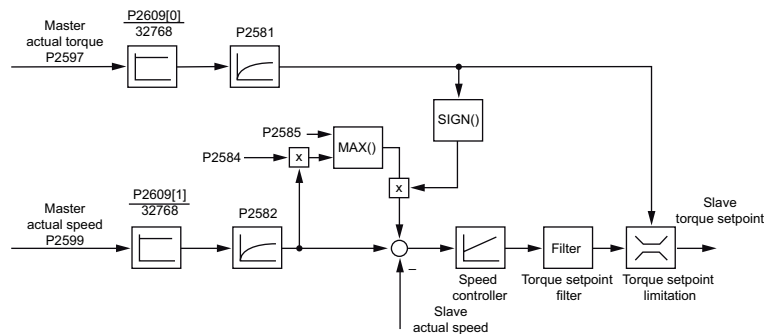 Master
actual torque
P2597
P2609[0]
32768
P2581
SIGN()
P2585
MAX()
P2584
x
x
Master
actual speed
P2599
P2609[1]
32768
P2582
Slave
torque setpoint
–
Filter
Speed
controller
Torque setpoint
filter
Torque setpoint
limitation
Slave
actual speed